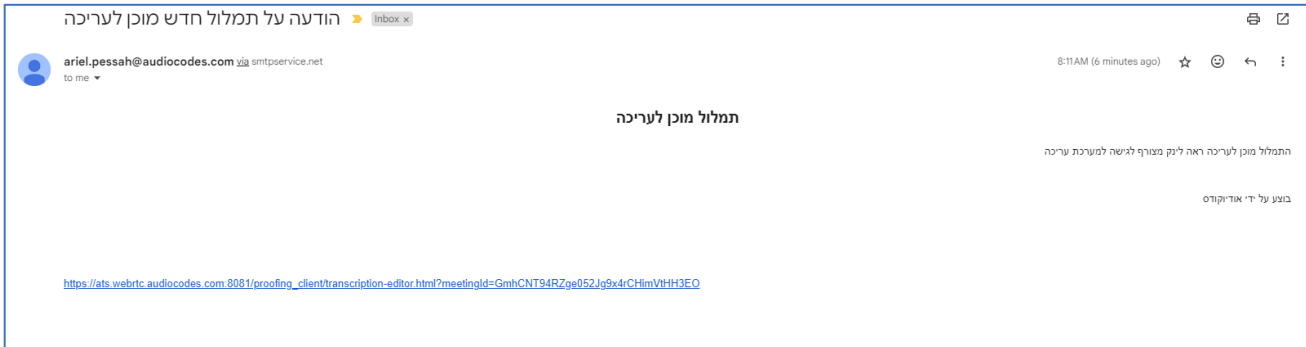 הודעה על תמלול חדש מוכן לעריכה Inbox x
ariel.pessah@audiocodes.com via smtpservice.net 8:11 AM (6 minutes ago)
to me
תמלול מוכן לעריכה
התמלול מוכן לעריכה ראה לינק מצורף לגישה למערכת עריכה
בוצע על ידי אודיוקודס
https://ats.webrtc.audiocodes.com:8081/proofing_client/transcription-editor.html?meetingId=GmhCNT94RZge052Jg9x4rCHimVtHH3EO